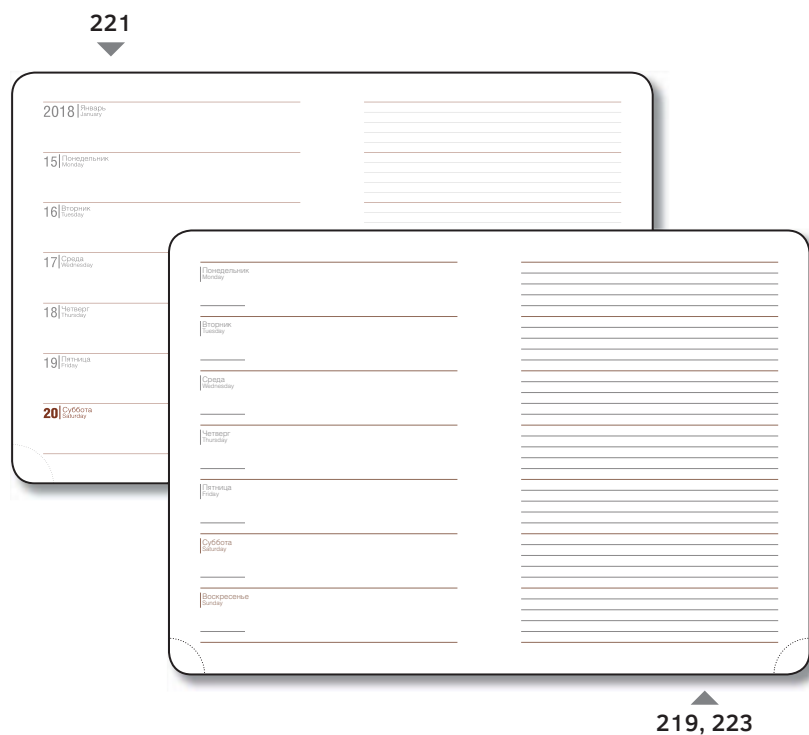 221
2018 Январь
January
15 Понедельник
Monday
16 Вторник
Tuesday
17 Среда
Wednesday
18 Четверг
Thursday
19 Пятница
Friday
20 Суббота
Saturday
Понедельник
Monday
Вторник
Tuesday
Среда
Wednesday
Четверг
Thursday
Пятница
Friday
Суббота
Saturday
Воскресенье
Sunday
219, 223